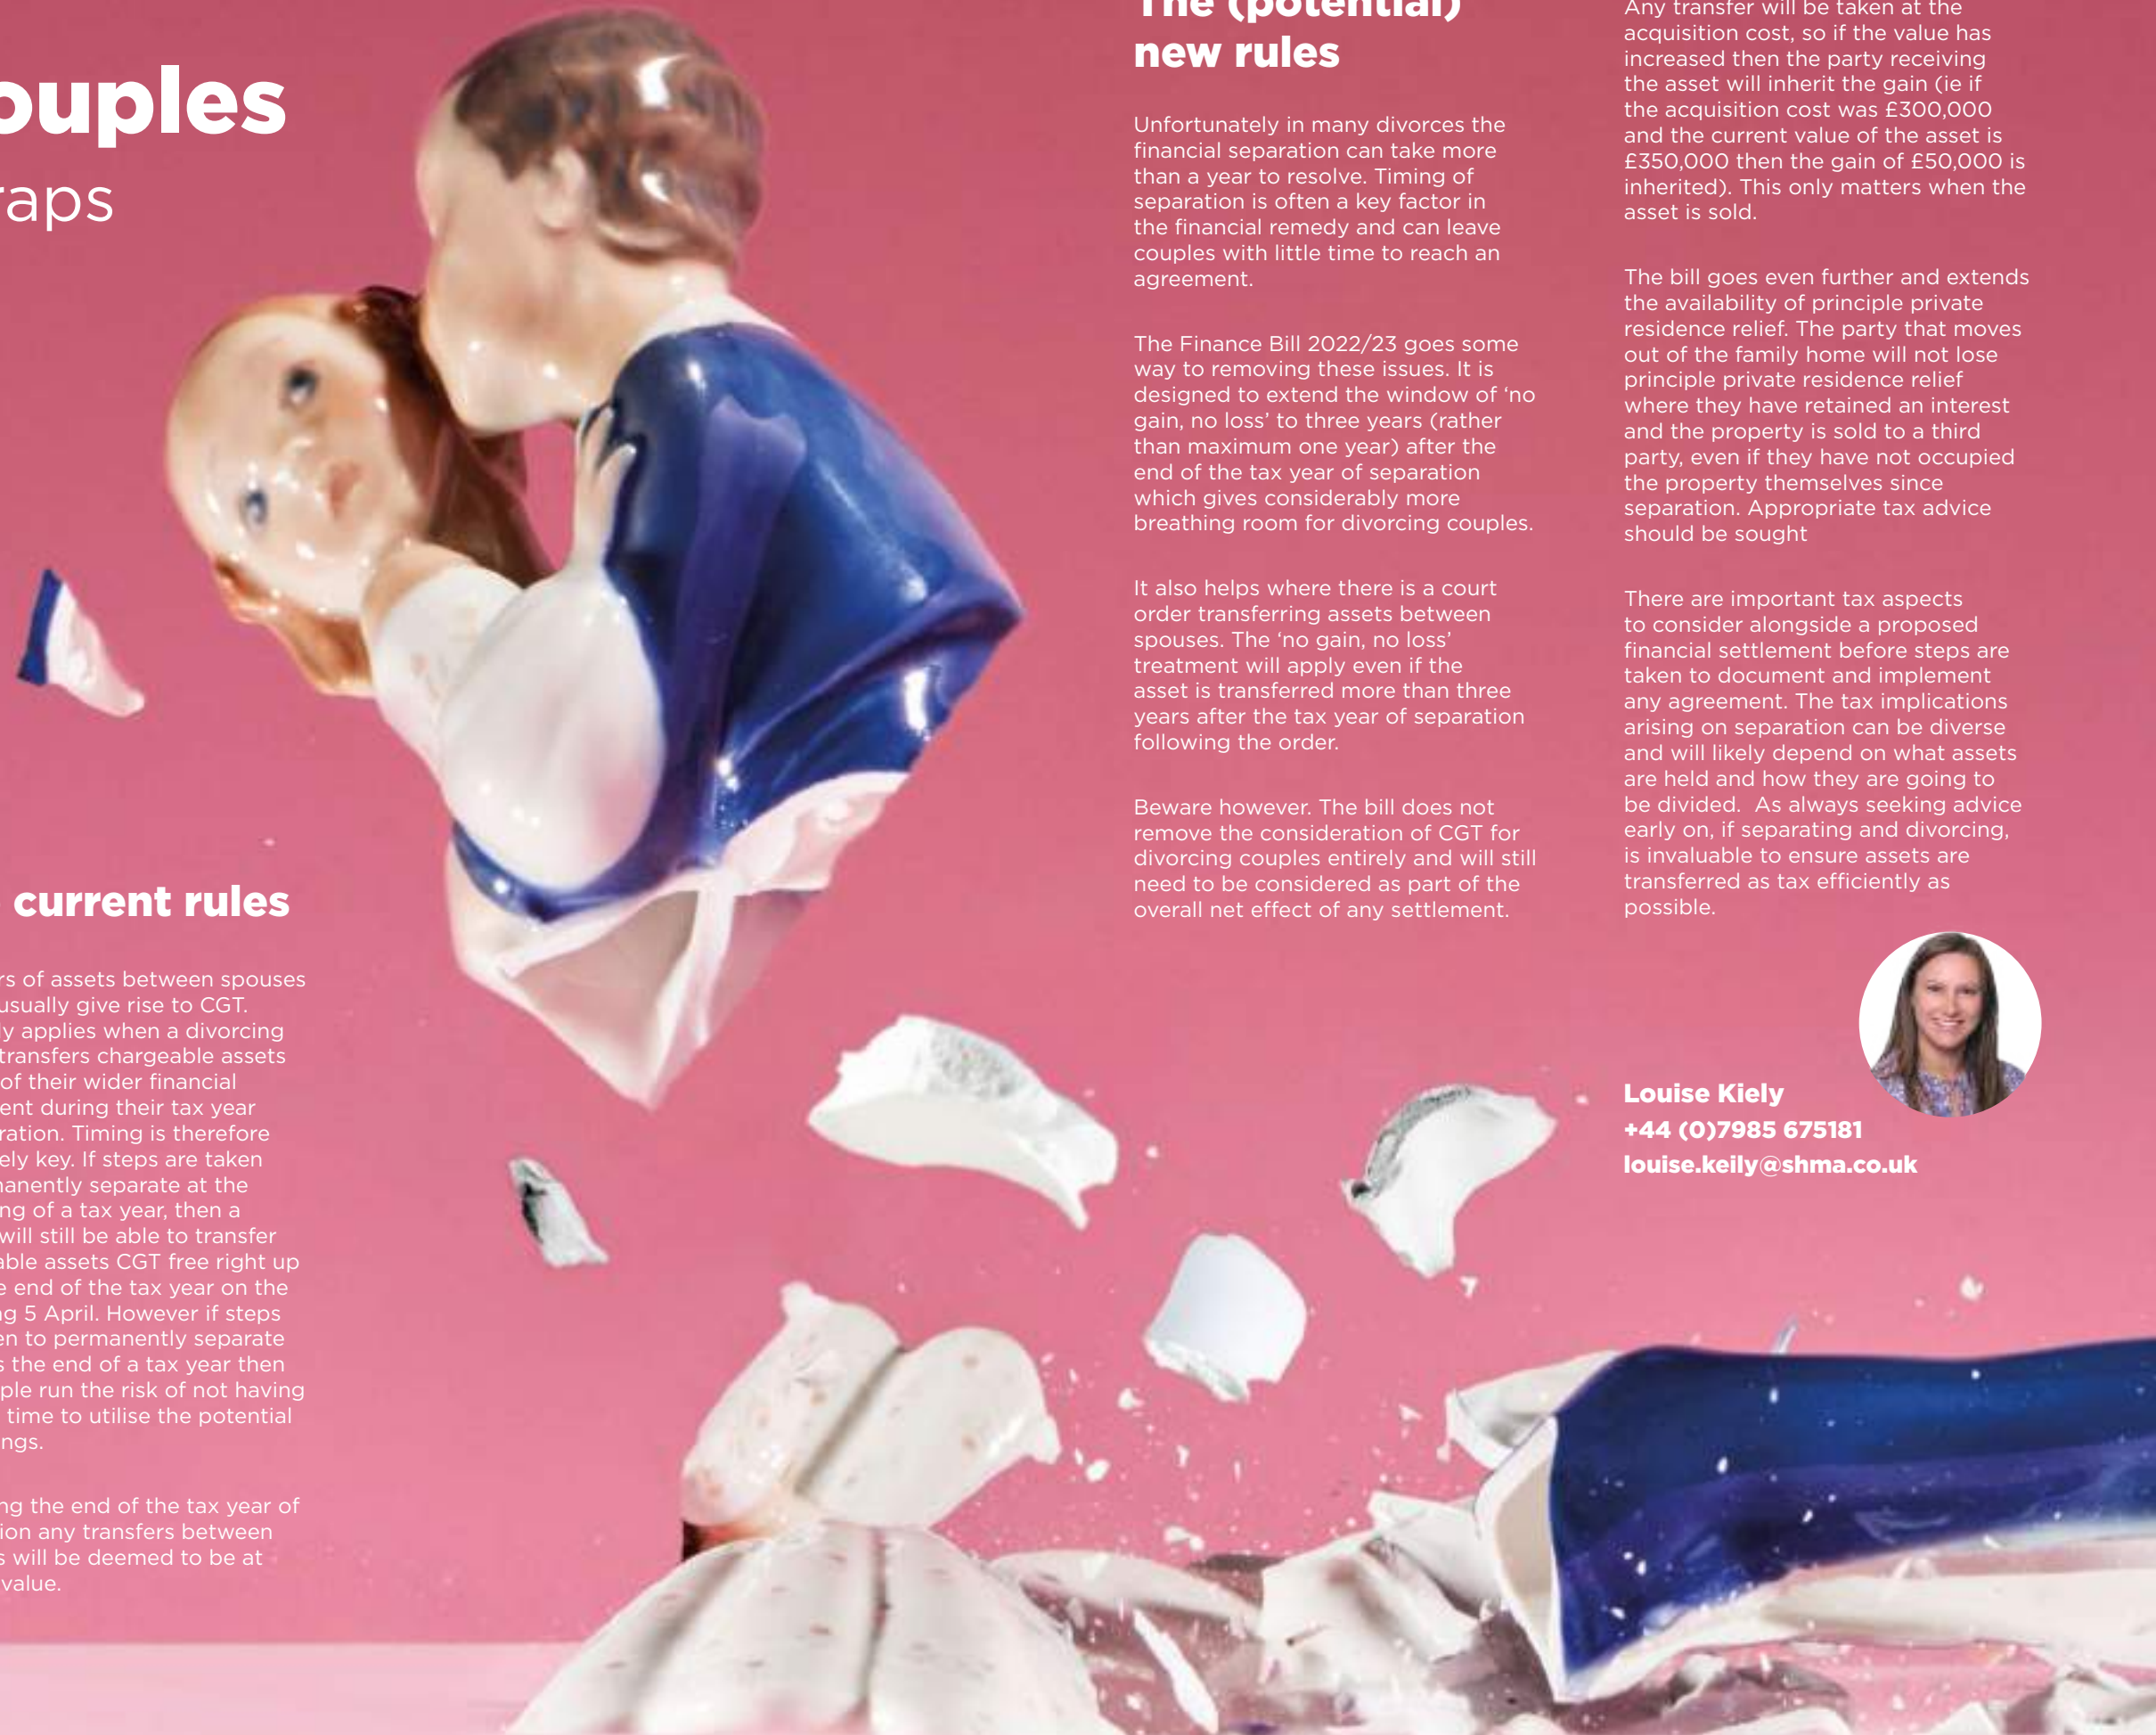 ouples
raps
current rules
rs of assets between spouses
usually give rise to CGT.
ly applies when a divorcing
transfers chargeable assets
of their wider financial
ent during their tax year
ration. Timing is therefore
ely key. If steps are taken
manently separate at the
ng of a tax year, then a
will still be able to transfer
able assets CGT free right up
e end of the tax year on the
ng 5 April. However if steps
en to permanently separate
s the end of a tax year then
ple run the risk of not having
time to utilise the potential
ngs.
ng the end of the tax year of
ion any transfers between
s will be deemed to be at
value.
The (potential)
new rules
Unfortunately in many divorces the
financial separation can take more
than a year to resolve. Timing of
separation is often a key factor in
the financial remedy and can leave
couples with little time to reach an
agreement.
The Finance Bill 2022/23 goes some
way to removing these issues. It is
designed to extend the window of ‘no
gain, no loss’ to three years (rather
than maximum one year) after the
end of the tax year of separation
which gives considerably more
breathing room for divorcing couples.
It also helps where there is a court
order transferring assets between
spouses. The ‘no gain, no loss’
treatment will apply even if the
asset is transferred more than three
years after the tax year of separation
following the order.
Beware however. The bill does not
remove the consideration of CGT for
divorcing couples entirely and will still
need to be considered as part of the
overall net effect of any settlement.
Any transfer will be taken at the
acquisition cost, so if the value has
increased then the party receiving
the asset will inherit the gain (ie if
the acquisition cost was £300,000
and the current value of the asset is
£350,000 then the gain of £50,000 is
inherited). This only matters when the
asset is sold.
The bill goes even further and extends
the availability of principle private
residence relief. The party that moves
out of the family home will not lose
principle private residence relief
where they have retained an interest
and the property is sold to a third
party, even if they have not occupied
the property themselves since
separation. Appropriate tax advice
should be sought
There are important tax aspects
to consider alongside a proposed
financial settlement before steps are
taken to document and implement
any agreement. The tax implications
arising on separation can be diverse
and will likely depend on what assets
are held and how they are going to
be divided. As always seeking advice
early on, if separating and divorcing,
is invaluable to ensure assets are
transferred as tax efficiently as
possible.
Louise Kiely
+44 (0)7985 675181
louise.keily@shma.co.uk